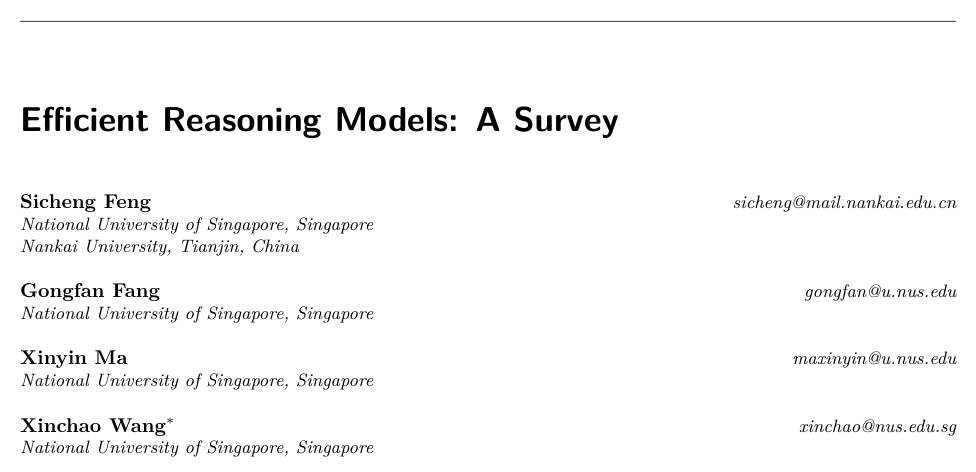 Efficient Reasoning Models: A Survey
Sicheng Feng sicheng@mail.nankai.edu.cn
National University of Singapore, Singapore
Nankai University, Tianjin, China
Gongfan Fang gongfan@u.nus.edu
National University of Singapore, Singapore
Xinyin Ma maxinyin@u.nus.edu
National University of Singapore, Singapore
Xinchao Wang* xinchao@nus.edu.sg
National University of Singapore, Singapore